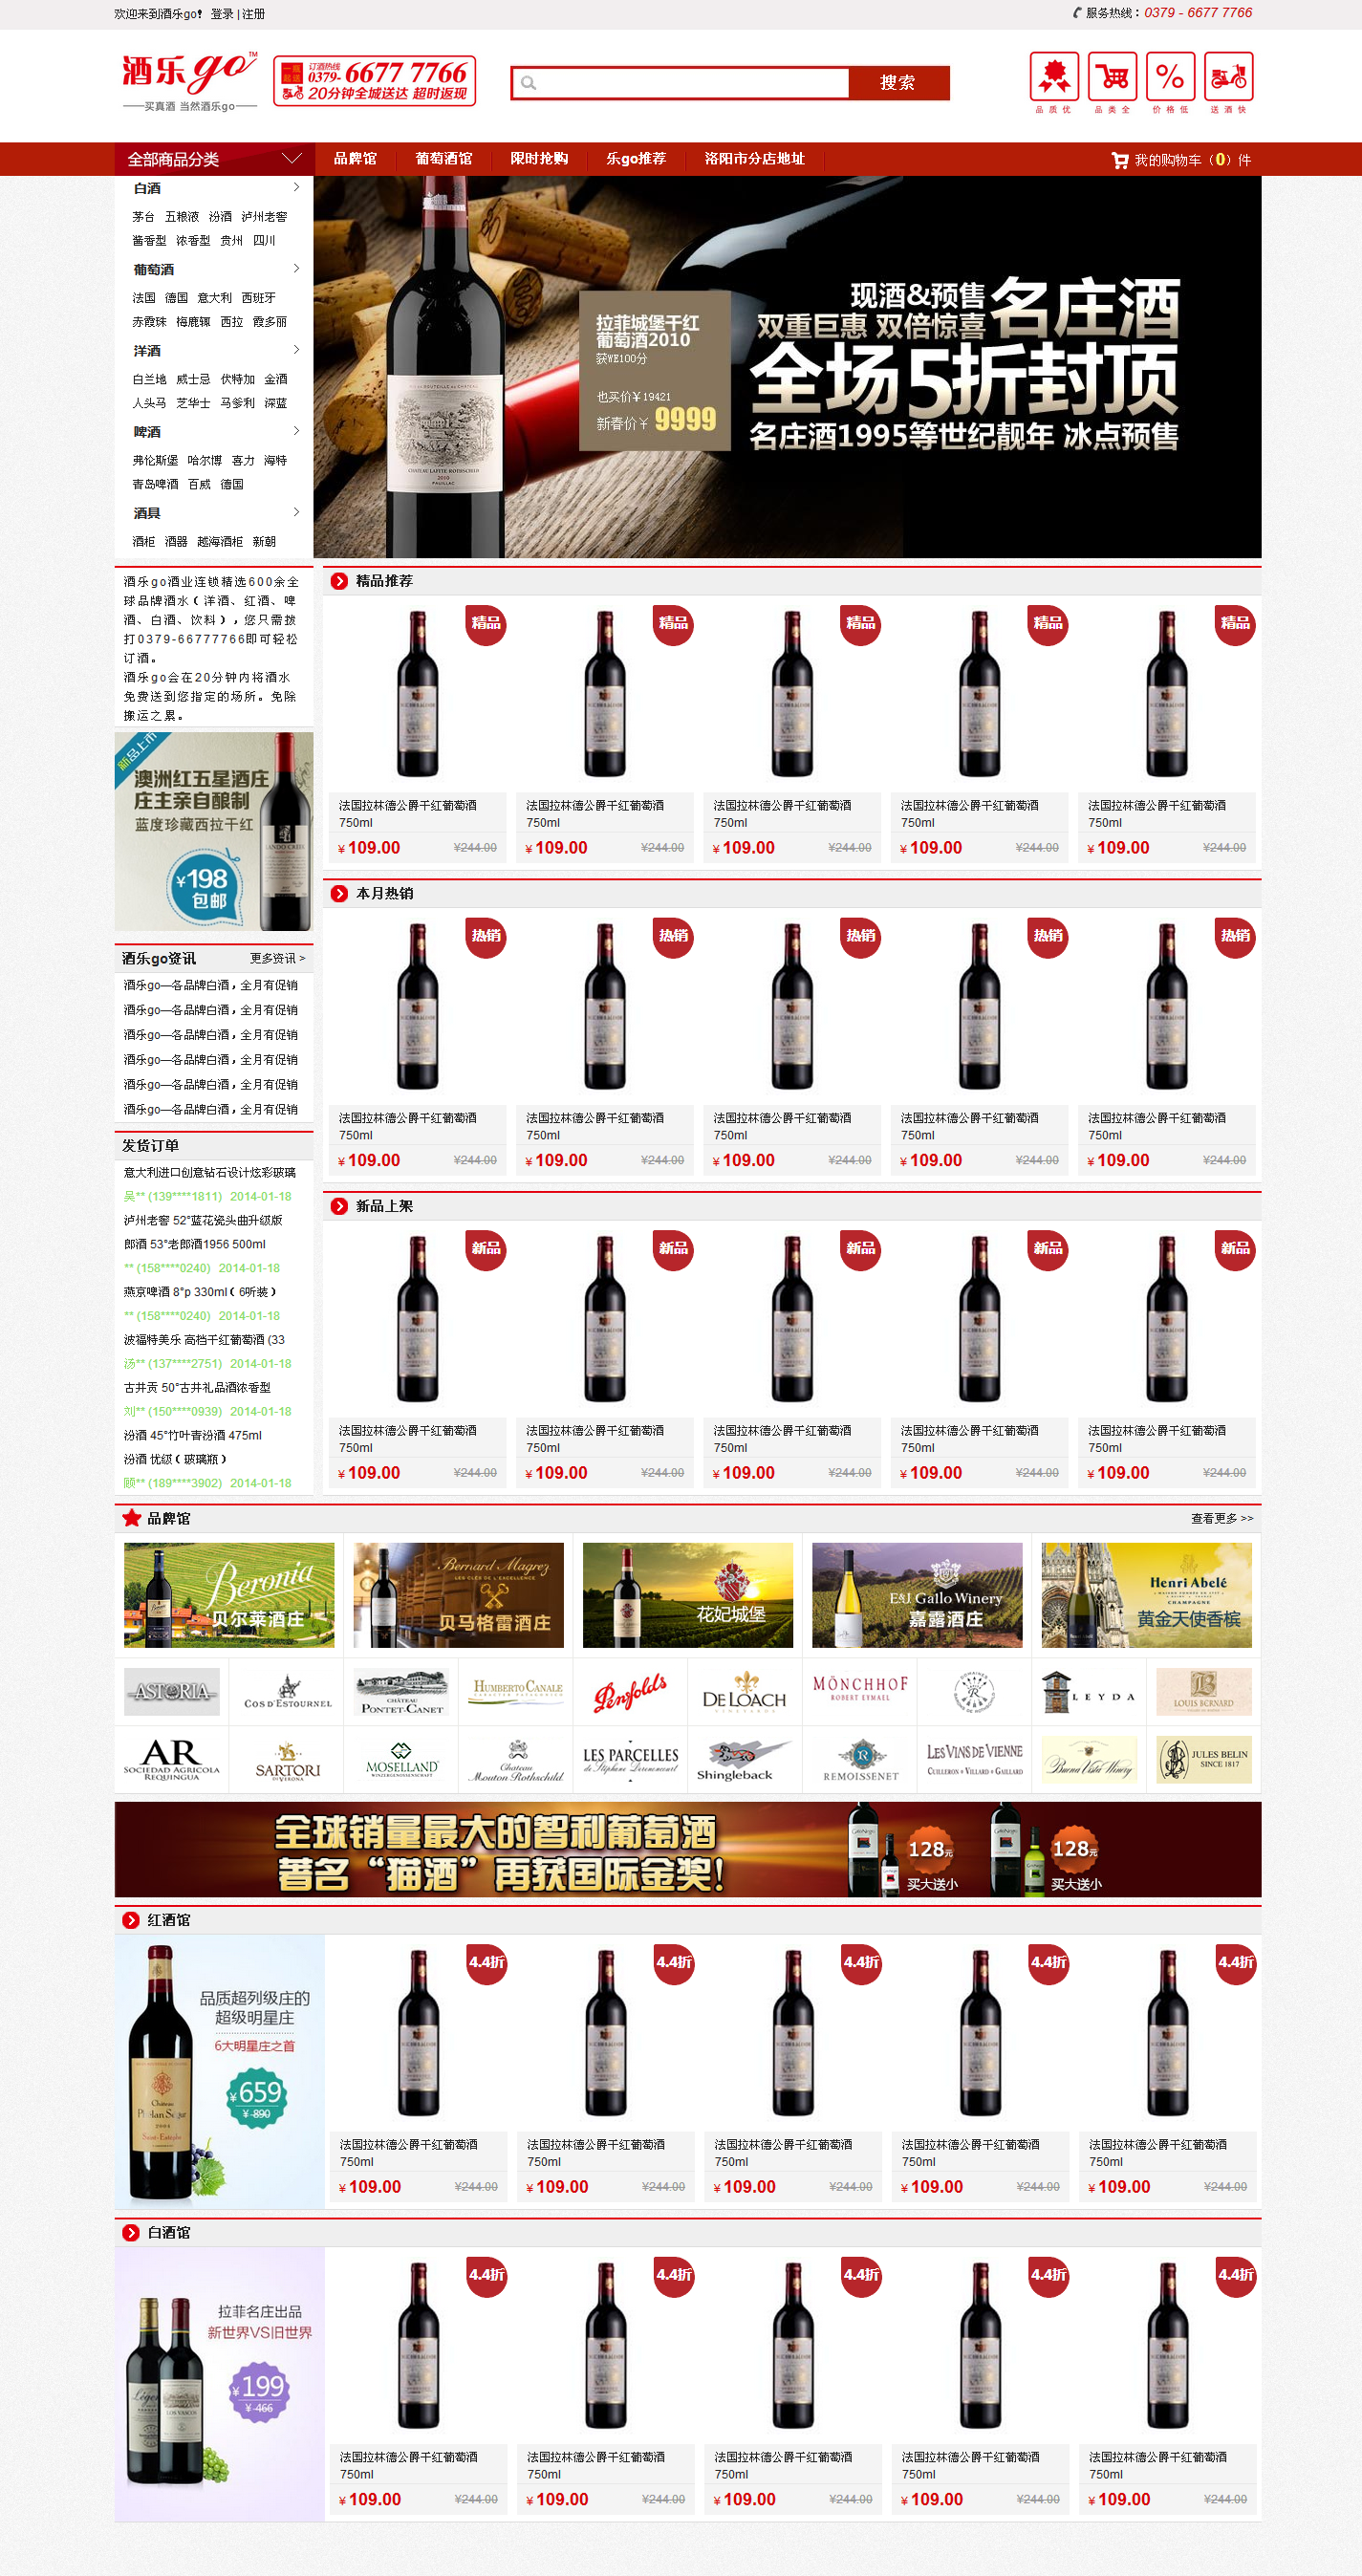 欢迎来到酒乐go! 登录 | 注册
服务热线：0379 - 6677 7766
酒乐go™
——买真酒 当然酒乐go——
一瓶起送 订酒热线 0379- 6677 7766
20分钟全城送达 超时返现
搜索
品质优 品类全 价格低 送酒快
全部商品分类 品牌馆 葡萄酒馆 限时抢购 乐go推荐 洛阳市分店地址 我的购物车（0）件
白酒 >
茅台 五粮液 汾酒 泸州老窖
酱香型 浓香型 贵州 四川
葡萄酒 >
法国 德国 意大利 西班牙
赤霞珠 梅鹿辄 西拉 霞多丽
洋酒 >
白兰地 威士忌 伏特加 金酒
人头马 芝华士 马爹利 深蓝
啤酒 >
弗伦斯堡 哈尔博 喜力 海特
青岛啤酒 百威 德国
酒具 >
酒柜 酒器 越海酒柜 新朝
CHATEAU LAFITE ROTHSCHILD
2010
PAUILLAC
拉菲城堡干红
葡萄酒2010
获WE100分
也买价¥19421
新春价¥9999
现酒&预售 名庄酒
双重巨惠 双倍惊喜
全场5折封顶
名庄酒1995等世纪靓年 冰点预售
酒乐go酒业连锁精选600余全
球品牌酒水（洋酒、红酒、啤
酒、白酒、饮料），您只需拨
打0379-66777766即可轻松
订酒。
酒乐go会在20分钟内将酒水
免费送到您指定的场所。免除
搬运之累。
新品上市
澳洲红五星酒庄
庄主亲自酿制
蓝度珍藏西拉干红
¥198
包邮
酒乐go资讯 更多资讯 >
酒乐go—各品牌白酒，全月有促销
酒乐go—各品牌白酒，全月有促销
酒乐go—各品牌白酒，全月有促销
酒乐go—各品牌白酒，全月有促销
酒乐go—各品牌白酒，全月有促销
酒乐go—各品牌白酒，全月有促销
发货订单
意大利进口创意钻石设计炫彩玻璃
吴** (139****1811) 2014-01-18
泸州老窖 52°蓝花瓷头曲升级版
郎酒 53°老郎酒1956 500ml
** (158****0240) 2014-01-18
燕京啤酒 8°p 330ml（6听装）
** (158****0240) 2014-01-18
波福特美乐 高档干红葡萄酒 (33
汤** (137****2751) 2014-01-18
古井贡 50°古井礼品酒浓香型
刘** (150****0939) 2014-01-18
汾酒 45°竹叶青汾酒 475ml
汾酒 优级（玻璃瓶）
顾** (189****3902) 2014-01-18
精品推荐
精品 精品 精品 精品 精品
法国拉林德公爵干红葡萄酒 法国拉林德公爵干红葡萄酒 法国拉林德公爵干红葡萄酒 法国拉林德公爵干红葡萄酒 法国拉林德公爵干红葡萄酒
750ml 750ml 750ml 750ml 750ml
¥ 109.00 ¥244.00 ¥ 109.00 ¥244.00 ¥ 109.00 ¥244.00 ¥ 109.00 ¥244.00 ¥ 109.00 ¥244.00
本月热销
热销 热销 热销 热销 热销
法国拉林德公爵干红葡萄酒 法国拉林德公爵干红葡萄酒 法国拉林德公爵干红葡萄酒 法国拉林德公爵干红葡萄酒 法国拉林德公爵干红葡萄酒
750ml 750ml 750ml 750ml 750ml
¥ 109.00 ¥244.00 ¥ 109.00 ¥244.00 ¥ 109.00 ¥244.00 ¥ 109.00 ¥244.00 ¥ 109.00 ¥244.00
新品上架
新品 新品 新品 新品 新品
法国拉林德公爵干红葡萄酒 法国拉林德公爵干红葡萄酒 法国拉林德公爵干红葡萄酒 法国拉林德公爵干红葡萄酒 法国拉林德公爵干红葡萄酒
750ml 750ml 750ml 750ml 750ml
¥ 109.00 ¥244.00 ¥ 109.00 ¥244.00 ¥ 109.00 ¥244.00 ¥ 109.00 ¥244.00 ¥ 109.00 ¥244.00
品牌馆 查看更多 >>
Beronia
贝尔莱酒庄
Bernard Magrez
LES CLÉS DE L'EXCELLENCE
贝马格雷酒庄
花妃城堡
E&J Gallo Winery
嘉露酒庄
Henri Abelé
CHAMPAGNE
黄金天使香槟
ASTORIA
COS D'ESTOURNEL
CHÂTEAU
PONTET-CANET
HUMBERTO CANALE
Penfolds
DE LOACH
VINEYARDS
MÖNCHHOF
ROBERT EYMAEL
R
LEYDA
B
LOUIS BERNARD
AR
SOCIEDAD AGRICOLA
REQUINGUA
SARTORI
DI VERONA
MOSELLAND
WINZERGENOSSENSCHAFT
Chateau
Mouton Rothschild
LES PARCELLES
de Stéphane Derenoncourt
Shingleback
R
REMOISSENET
LES VINS DE VIENNE
CUILLERON • VILLARD • GAILLARD
Buena Vista Winery
JULES BELIN
SINCE 1817
全球销量最大的智利葡萄酒
著名“猫酒”再获国际金奖!
128元
买大送小
128元
买大送小
红酒馆
品质超列级庄的
超级明星庄
6大明星庄之首
¥659
¥ 890
Château
Phélan Ségur
Saint-Estèphe
4.4折 4.4折 4.4折 4.4折 4.4折
法国拉林德公爵干红葡萄酒 法国拉林德公爵干红葡萄酒 法国拉林德公爵干红葡萄酒 法国拉林德公爵干红葡萄酒 法国拉林德公爵干红葡萄酒
750ml 750ml 750ml 750ml 750ml
¥ 109.00 ¥244.00 ¥ 109.00 ¥244.00 ¥ 109.00 ¥244.00 ¥ 109.00 ¥244.00 ¥ 109.00 ¥244.00
白酒馆
拉菲名庄出品
新世界VS旧世界
¥199
¥ 466
Légende
LOS VASCOS
4.4折 4.4折 4.4折 4.4折 4.4折
法国拉林德公爵干红葡萄酒 法国拉林德公爵干红葡萄酒 法国拉林德公爵干红葡萄酒 法国拉林德公爵干红葡萄酒 法国拉林德公爵干红葡萄酒
750ml 750ml 750ml 750ml 750ml
¥ 109.00 ¥244.00 ¥ 109.00 ¥244.00 ¥ 109.00 ¥244.00 ¥ 109.00 ¥244.00 ¥ 109.00 ¥244.00